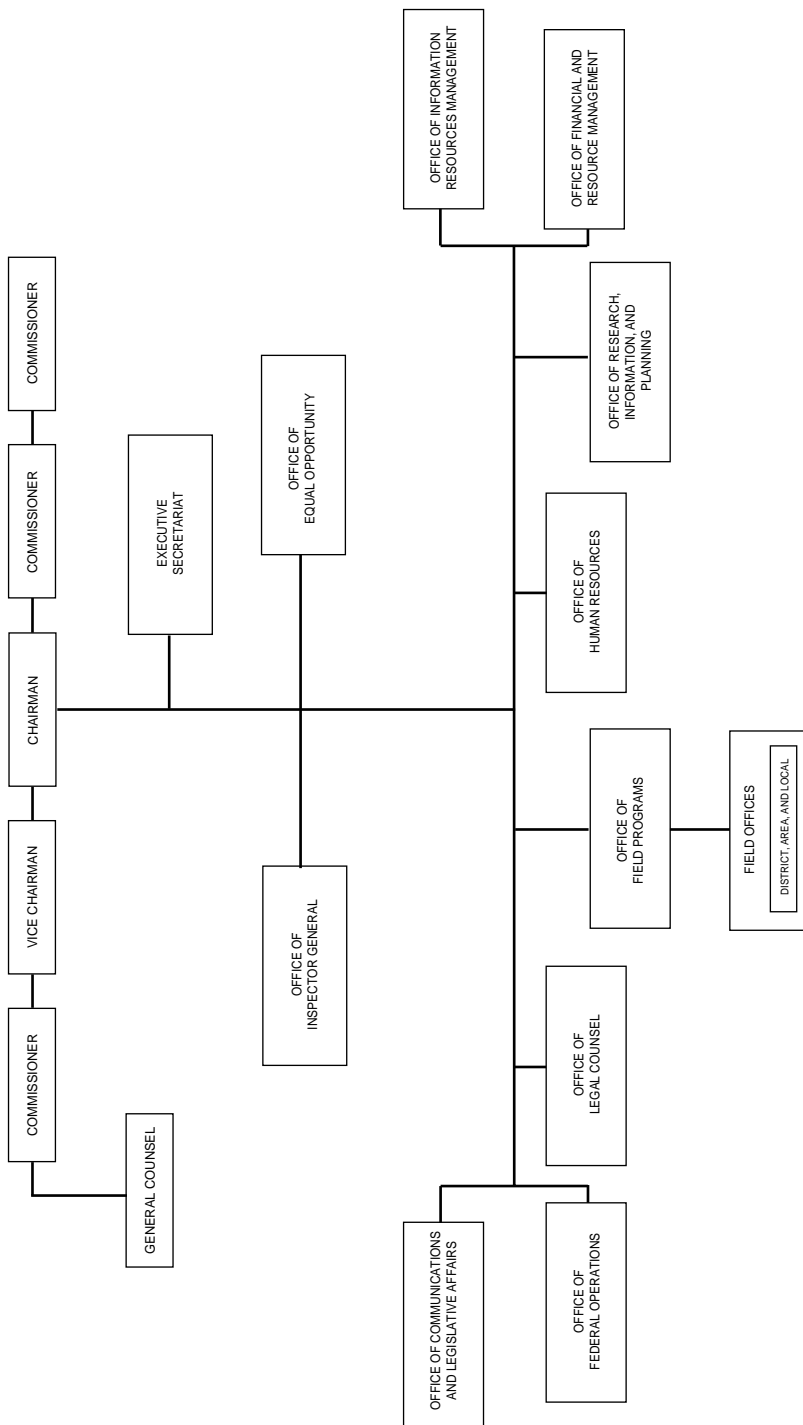 COMMISSIONER
VICE CHAIRMAN
CHAIRMAN
COMMISSIONER
COMMISSIONER
GENERAL COUNSEL
EXECUTIVE
SECRETARIAT
OFFICE OF
INSPECTOR GENERAL
OFFICE OF
EQUAL OPPORTUNITY
OFFICE OF COMMUNICATIONS
AND LEGISLATIVE AFFAIRS
OFFICE OF INFORMATION
RESOURCES MANAGEMENT
OFFICE OF
FEDERAL OPERATIONS
OFFICE OF
LEGAL COUNSEL
OFFICE OF
FIELD PROGRAMS
OFFICE OF
HUMAN RESOURCES
OFFICE OF RESEARCH,
INFORMATION, AND
PLANNING
OFFICE OF FINANCIAL AND
RESOURCE MANAGEMENT
FIELD OFFICES
DISTRICT, AREA, AND LOCAL